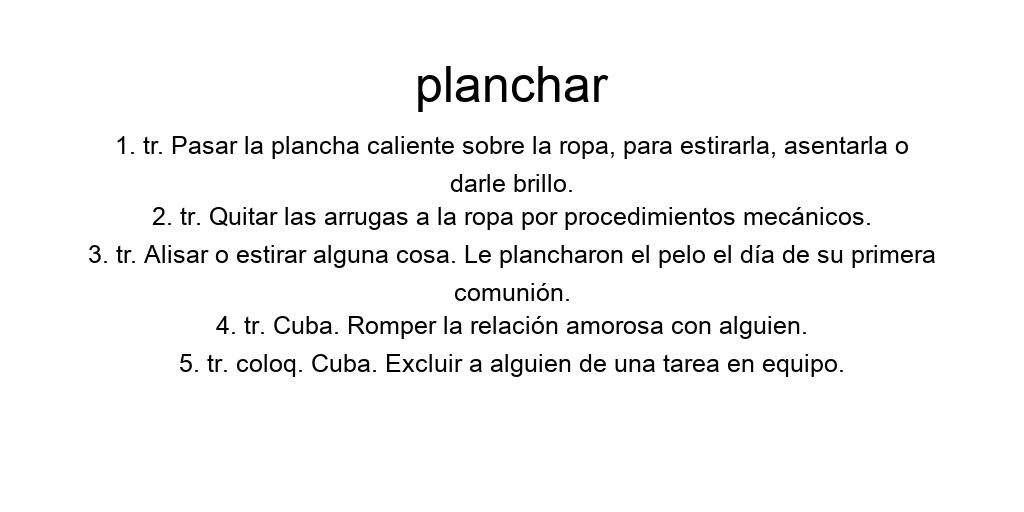 planchar
1. tr. Pasar la plancha caliente sobre la ropa, para estirarla, asentarla o
darle brillo.
2. tr. Quitar las arrugas a la ropa por procedimientos mecánicos.
3. tr. Alisar o estirar alguna cosa. Le plancharon el pelo el día de su primera
comunión.
4. tr. Cuba. Romper la relación amorosa con alguien.
5. tr. coloq. Cuba. Excluir a alguien de una tarea en equipo.